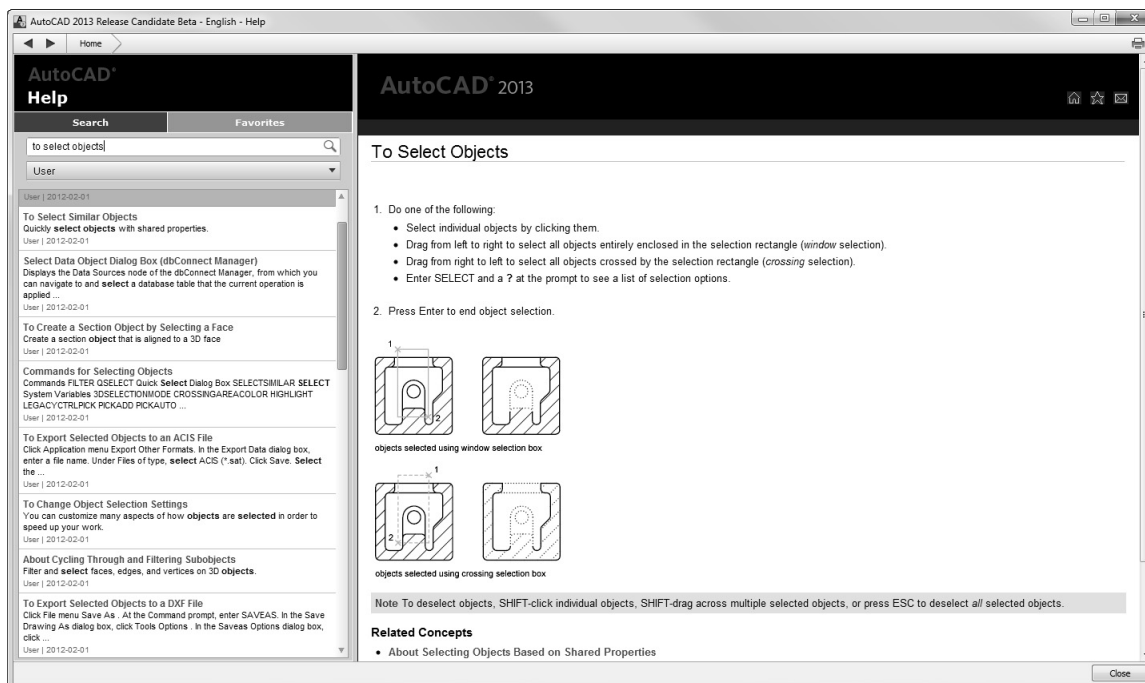 AutoCAD 2013 Release Candidate Beta - English - Help
Home
AutoCAD®
Help
Search
Favorites
to select objects
User
User | 2012-02-01
To Select Similar Objects
Quickly select objects with shared properties.
User | 2012-02-01
Select Data Object Dialog Box (dbConnect Manager)
Displays the Data Sources node of the dbConnect Manager, from which you
can navigate to and select a database table that the current operation is
applied ...
User | 2012-02-01
To Create a Section Object by Selecting a Face
Create a section object that is aligned to a 3D face
User | 2012-02-01
Commands for Selecting Objects
Commands FILTER QSELECT Quick Select Dialog Box SELECTSIMILAR SELECT
System Variables 3DSELECTIONMODE CROSSINGAREACOLOR HIGHLIGHT
LEGACYCTRLPICK PICKADD PICKAUTO ...
User | 2012-02-01
To Export Selected Objects to an ACIS File
Click Application menu Export Other Formats. In the Export Data dialog box,
enter a file name. Under Files of type, select ACIS (*.sat). Click Save. Select
the ...
User | 2012-02-01
To Change Object Selection Settings
You can customize many aspects of how objects are selected in order to
speed up your work.
User | 2012-02-01
About Cycling Through and Filtering Subobjects
Filter and select faces, edges, and vertices on 3D objects.
User | 2012-02-01
To Export Selected Objects to a DXF File
Click File menu Save As . At the Command prompt, enter SAVEAS. In the Save
Drawing As dialog box, click Tools Options . In the Saveas Options dialog box,
click ...
User | 2012-02-01
AutoCAD® 2013
To Select Objects
1. Do one of the following:
• Select individual objects by clicking them.
• Drag from left to right to select all objects entirely enclosed in the selection rectangle (window selection).
• Drag from right to left to select all objects crossed by the selection rectangle (crossing selection).
• Enter SELECT and a ? at the prompt to see a list of selection options.
2. Press Enter to end object selection.
1
2
objects selected using window selection box
1
2
objects selected using crossing selection box
Note To deselect objects, SHIFT-click individual objects, SHIFT-drag across multiple selected objects, or press ESC to deselect all selected objects.
Related Concepts
• About Selecting Objects Based on Shared Properties
Close